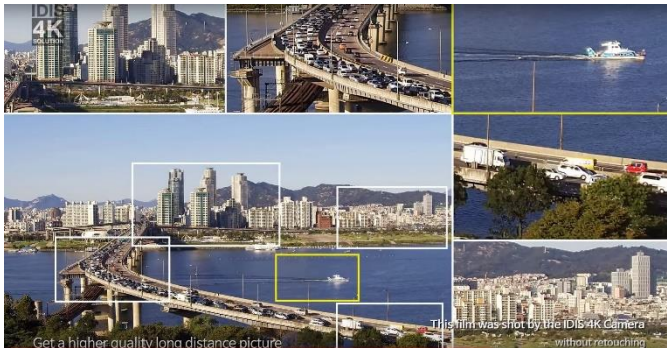 IDIS
4K
SOLUTION
Get a higher quality long distance picture
This film was shot by the IDIS 4K Camera
without retouching